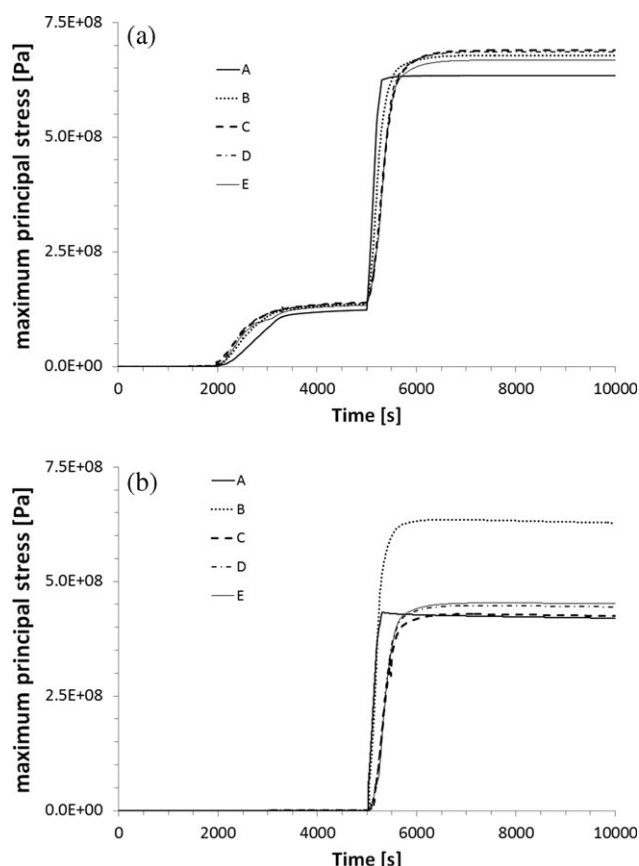 (a)
maximum principal stress [Pa]
7.5E+08
5.0E+08
2.5E+08
0.0E+00
A
B
C
D
E
0 2000 4000 6000 8000 10000
Time [s]
(b)
maximum principal stress [Pa]
7.5E+08
5.0E+08
2.5E+08
0.0E+00
A
B
C
D
E
0 2000 4000 6000 8000 10000
Time [s]